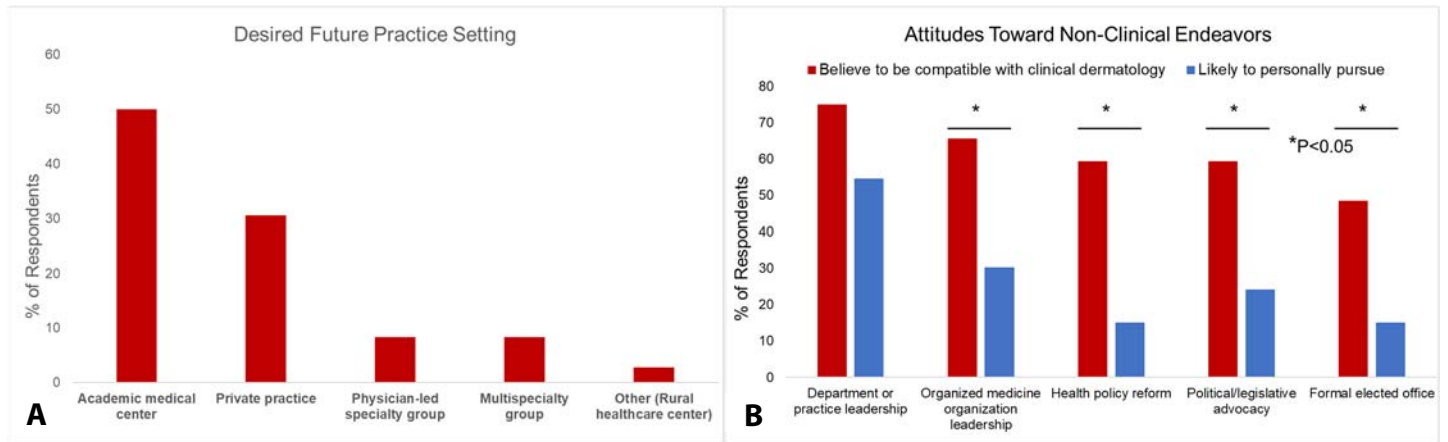 Desired Future Practice Setting
% of Respondents
60
50
40
30
20
10
0
Academic medical
center
Private practice
Physician-led
specialty group
Multispecialty
group
Other (Rural
healthcare center)
A
Attitudes Toward Non-Clinical Endeavors
Believe to be compatible with clinical dermatology
Likely to personally pursue
% of Respondents
80
70
60
50
40
30
20
10
0
*
*
*
*
*P<0.05
Department or
practice leadership
Organized medicine
organization
leadership
Health policy reform
Political/legislative
advocacy
Formal elected office
B